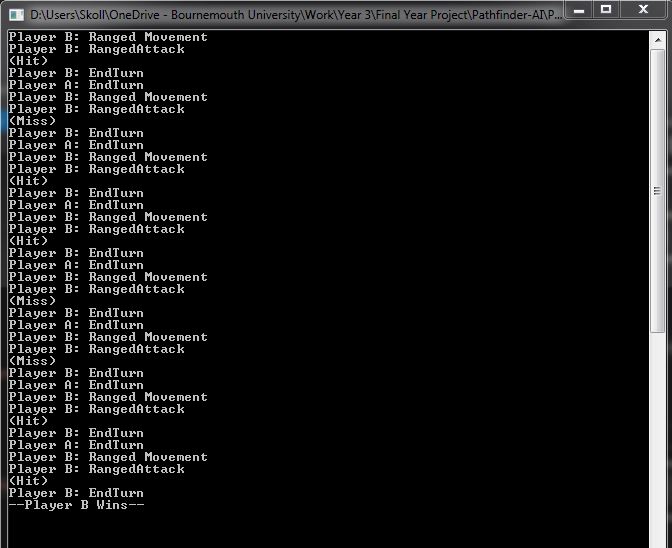 D:\Users\Skoll\OneDrive - Bournemouth University\Work\Year 3\Final Year Project\Pathfinder-AI\P...
Player B: Ranged Movement
Player B: RangedAttack
(Hit)
Player B: EndTurn
Player A: EndTurn
Player B: Ranged Movement
Player B: RangedAttack
(Miss)
Player B: EndTurn
Player A: EndTurn
Player B: Ranged Movement
Player B: RangedAttack
(Hit)
Player B: EndTurn
Player A: EndTurn
Player B: Ranged Movement
Player B: RangedAttack
(Hit)
Player B: EndTurn
Player A: EndTurn
Player B: Ranged Movement
Player B: RangedAttack
(Miss)
Player B: EndTurn
Player A: EndTurn
Player B: Ranged Movement
Player B: RangedAttack
(Miss)
Player B: EndTurn
Player A: EndTurn
Player B: Ranged Movement
Player B: RangedAttack
(Hit)
Player B: EndTurn
Player A: EndTurn
Player B: Ranged Movement
Player B: RangedAttack
(Hit)
Player B: EndTurn
--Player B Wins--